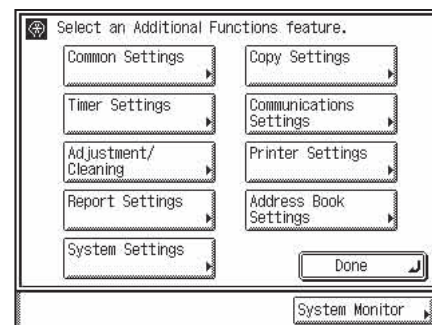 Select an Additional Functions feature.
Common Settings
Copy Settings
Timer Settings
Communications
Settings
Adjustment/
Cleaning
Printer Settings
Report Settings
Address Book
Settings
System Settings
Done
System Monitor